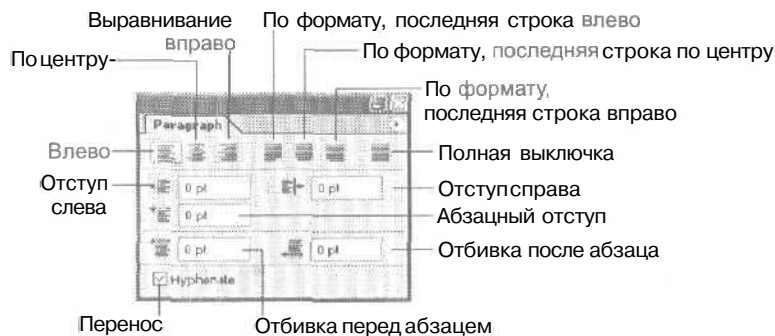 Выравнивание
вправо
По формату, последняя строка влево
По центру
По формату, последняя строка по центру
По формату,
последняя строка вправо
Paragraph
Влево
Полная выключка
Отступ
слева
0 pt
0 pt
Отступ справа
0 pt
Абзацный отступ
0 pt
0 pt
Отбивка после абзаца
Hyphenate
Перенос
Отбивка перед абзацем